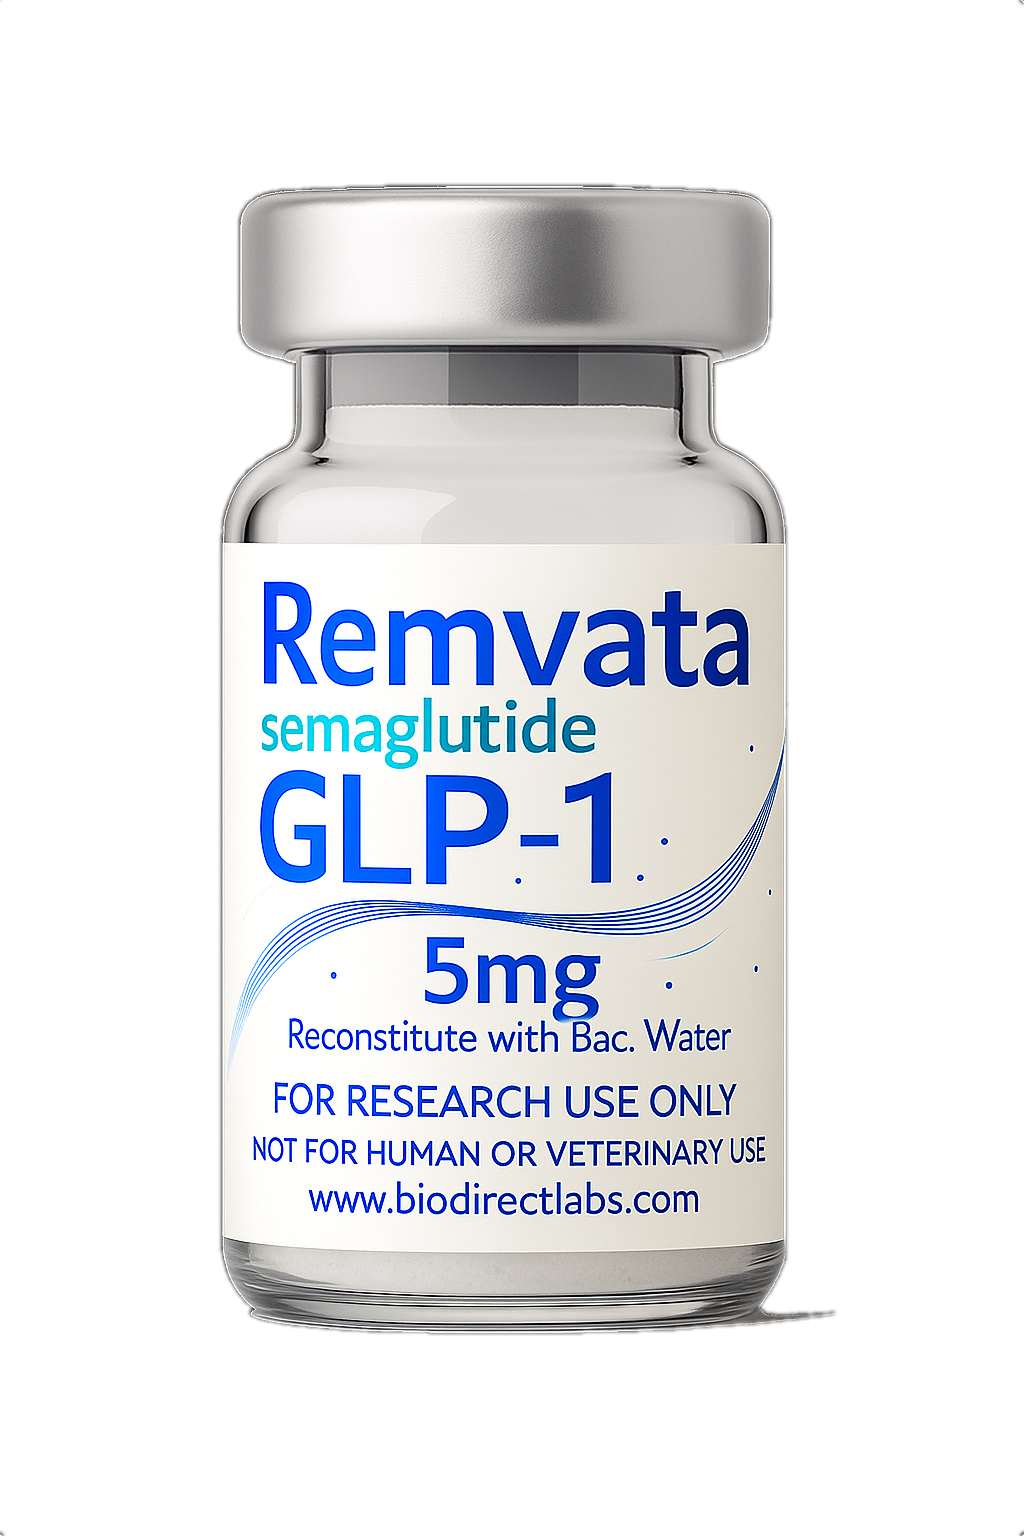 Remvata
semaglutide
GLP-1
5mg
Reconstitute with Bac. Water
FOR RESEARCH USE ONLY
NOT FOR HUMAN OR VETERINARY USE
www.biodirectlabs.com